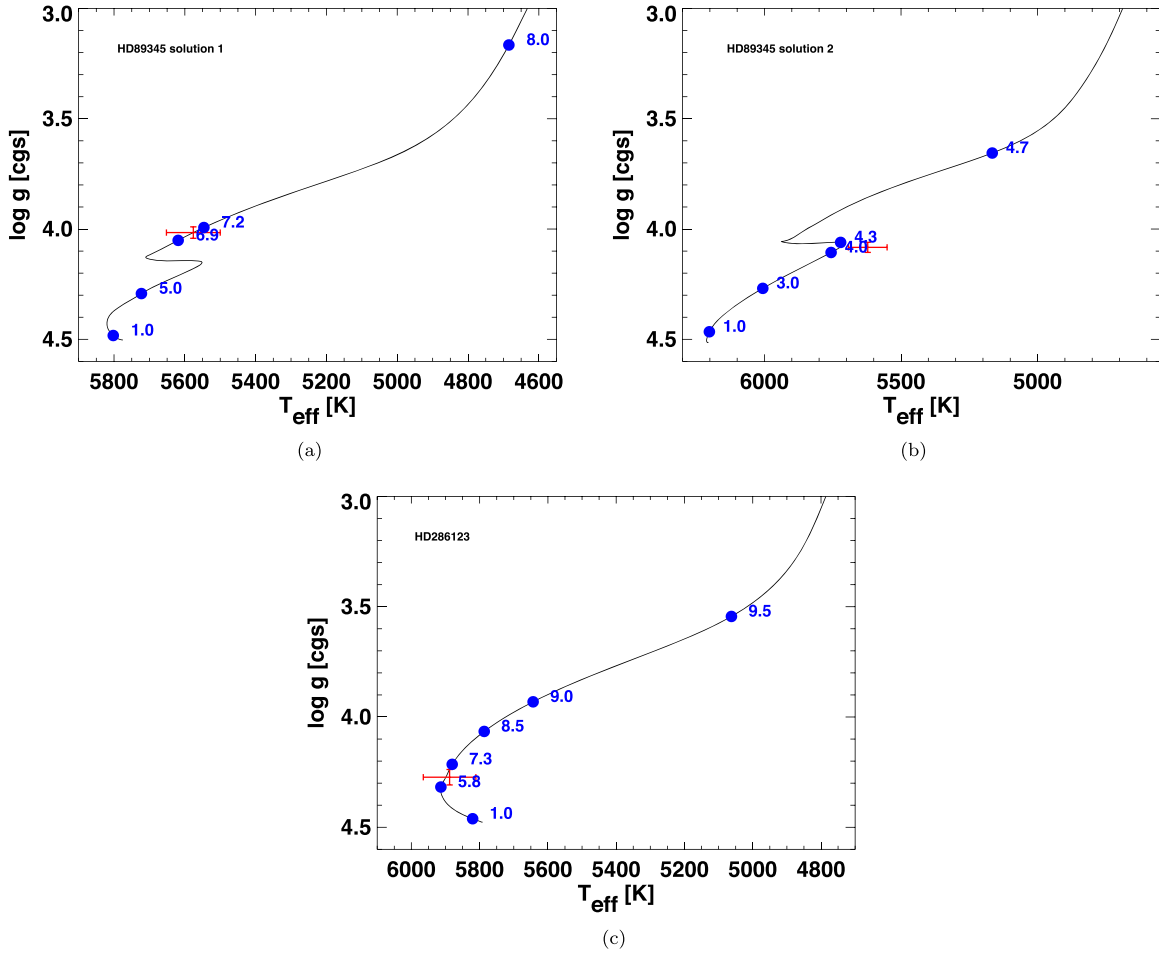 3.0
3.5
4.0
4.5
log g [cgs]
HD89345 solution 1
8.0
7.2
6.9
5.0
1.0
5800 5600 5400 5200 5000 4800 4600
Teff [K]
(a)
3.0
3.5
4.0
4.5
log g [cgs]
HD89345 solution 2
4.7
4.3
4.0
3.0
1.0
6000 5500 5000
Teff [K]
(b)
3.0
3.5
4.0
4.5
log g [cgs]
HD286123
9.5
9.0
8.5
7.3
5.8
1.0
6000 5800 5600 5400 5200 5000 4800
Teff [K]
(c)